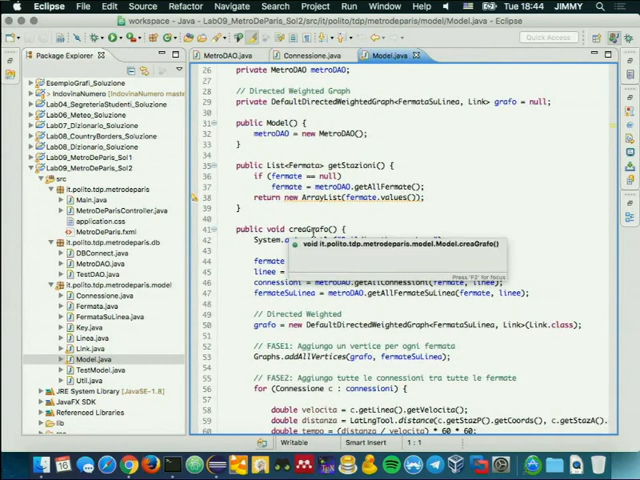 Eclipse File Edit Source Refactor Navigate Search Project Run Window Help Tue 18:44 JIMMY
workspace - Java - Lab09_MetroDeParis_Sol2/src/it/polito/tdp/metrodeparis/model/Model.java - Eclipse
Quick Access
Package Explorer
MetroDAO.java
Connessione.java
Model.java
EsempioGrafi_Soluzione
IndovinaNumero [IndovinaNumero master
Lab04_SegreteriaStudenti_Soluzione
Lab06_Meteo_Soluzione
Lab07_Dizionario_Soluzione
Lab08_CountryBorders_Soluzione
Lab09_MetroDeParis_Sol1
Lab09_MetroDeParis_Sol2
src
it.polito.tdp.metrodeparis
Main.java
MetroDeParisController.java
application.css
MetroDeParis.fxml
it.polito.tdp.metrodeparis.db
DBConnect.java
MetroDAO.java
TestDAO.java
it.polito.tdp.metrodeparis.model
Connessione.java
Fermata.java
FermataSuLinea.java
Key.java
Linea.java
Link.java
Model.java
TestModel.java
Util.java
JRE System Library [JavaSE-1.8]
JavaFX SDK
Referenced Libraries
lib
26 private MetroDAO metroDAO;
28 // Directed Weighted Graph
29 private DefaultDirectedWeightedGraph<FermataSuLinea, Link> grafo = null;
31 public Model() {
32 metroDAO = new MetroDAO();
33 }
35 public List<Fermata> getStazioni() {
36 if (fermate == null)
37 fermate = metroDAO.getAllFermate();
38 return new ArrayList(fermate.values());
39 }
41 public void creaGrafo() {
42 System.
void it.polito.tdp.metrodeparis.model.Model.creaGrafo()
Press 'F2' for focus
44 fermate
45 linee =
46 connessioni = metroDAO.getAllConnessioni(fermate, linee);
47 fermateSuLinea = metroDAO.getAllFermateSuLinea(fermate, linee);
49 // Directed Weighted
50 grafo = new DefaultDirectedWeightedGraph<FermataSuLinea, Link>(Link.class);
52 // FASE1: Aggiungo un vertice per ogni fermata
53 Graphs.addAllVertices(grafo, fermateSuLinea);
55 // FASE2: Aggiungo tutte le connessioni tra tutte le fermate
56 for (Connessione c : connessioni) {
58 double velocita = c.getLinea().getVelocita();
59 double distanza = LatLngTool.distance(c.getStazP().getCoords(), c.getStazA().
60 double tempo = (distanza / velocita) * 60 * 60;
Writable Smart Insert 1 : 1